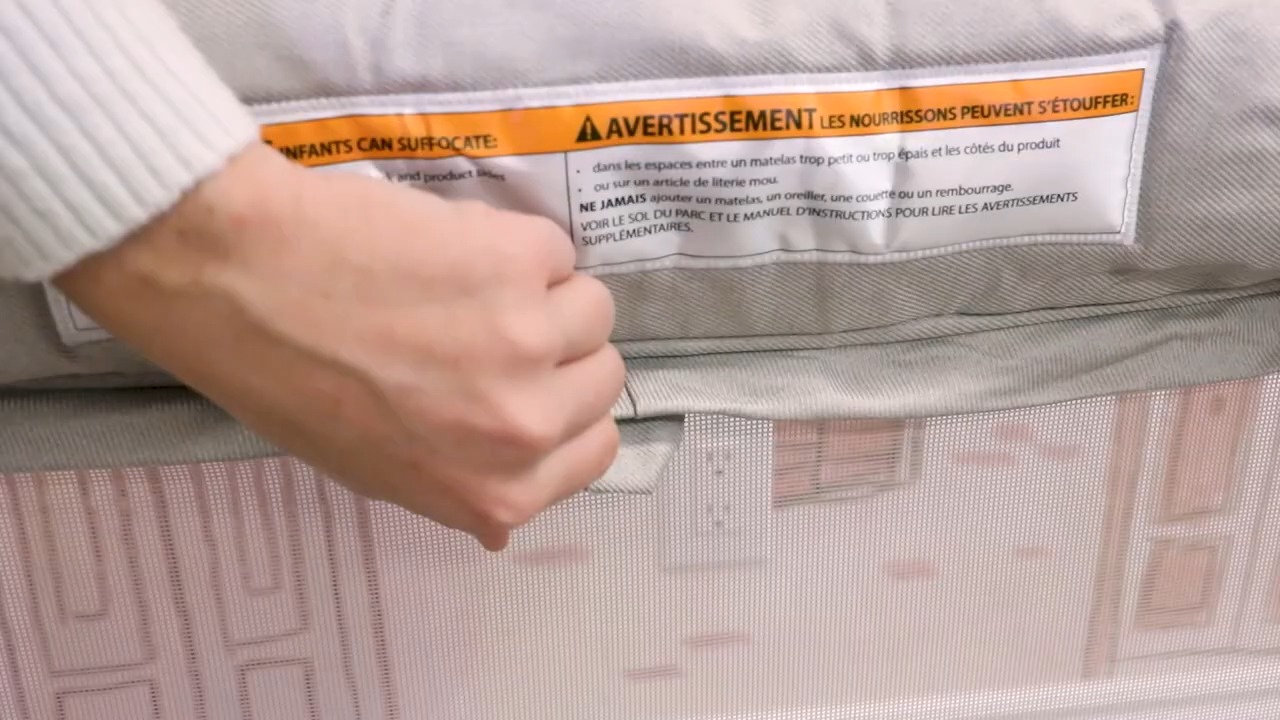 INFANTS CAN SUFFOCATE:
and product sides
AVERTISSEMENT LES NOURRISSONS PEUVENT S'ÉTOUFFER:
· dans les espaces entre un matelas trop petit ou trop épais et les côtés du produit
· ou sur un article de literie mou.
NE JAMAIS ajouter un matelas, un oreiller, une couette ou un rembourrage.
VOIR LE SOL DU PARC ET LE MANUEL D'INSTRUCTIONS POUR LIRE LES AVERTISSEMENTS
SUPPLÉMENTAIRES.